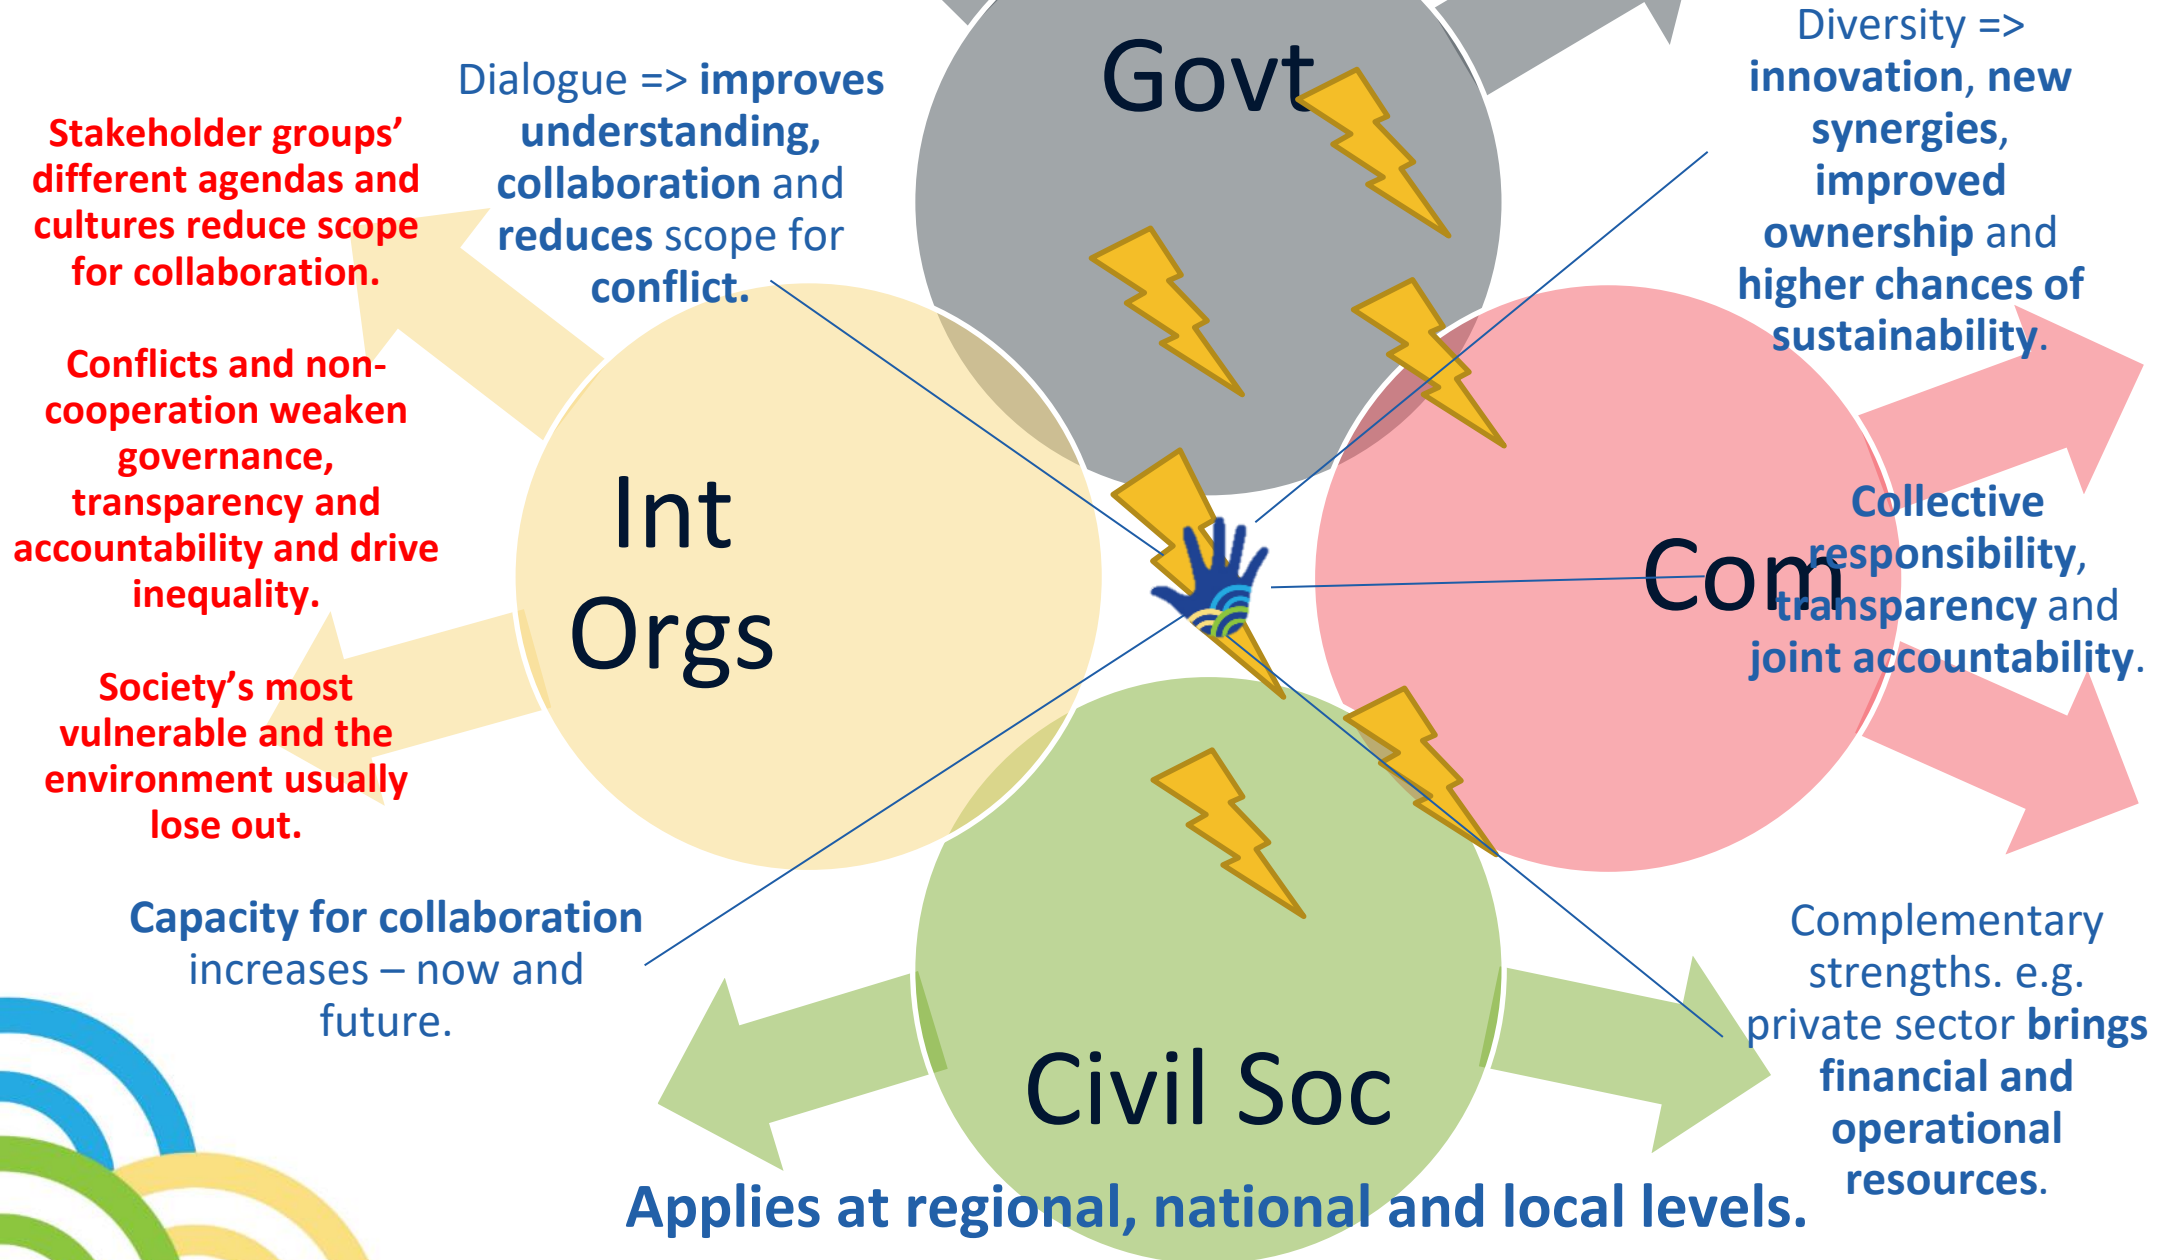 Govt
Dialogue => improves
understanding,
collaboration and
reduces scope for
conflict.
Diversity =>
innovation, new
synergies,
improved
ownership and
higher chances of
sustainability.
Stakeholder groups’
different agendas and
cultures reduce scope
for collaboration.
Conflicts and non-
cooperation weaken
governance,
transparency and
accountability and drive
inequality.
Society’s most
vulnerable and the
environment usually
lose out.
Int
Orgs
Com
Collective
responsibility,
transparency and
joint accountability.
Capacity for collaboration
increases – now and
future.
Complementary
strengths. e.g.
private sector brings
financial and
operational
resources.
Civil Soc
Applies at regional, national and local levels.